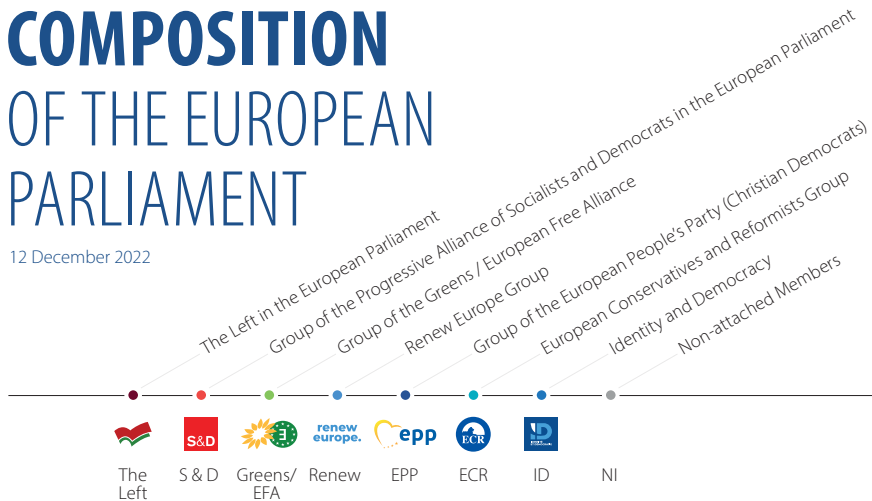 COMPOSITION
OF THE EUROPEAN
PARLIAMENT
12 December 2022
The Left in the European Parliament
Group of the Progressive Alliance of Socialists and Democrats in the European Parliament
Group of the Greens / European Free Alliance
Renew Europe Group
Group of the European People's Party (Christian Democrats)
European Conservatives and Reformists Group
Identity and Democracy
Non-attached Members
S&D
renew
europe.
epp
ECR
ID
The
Left
S & D
Greens/
EFA
Renew
EPP
ECR
ID
NI